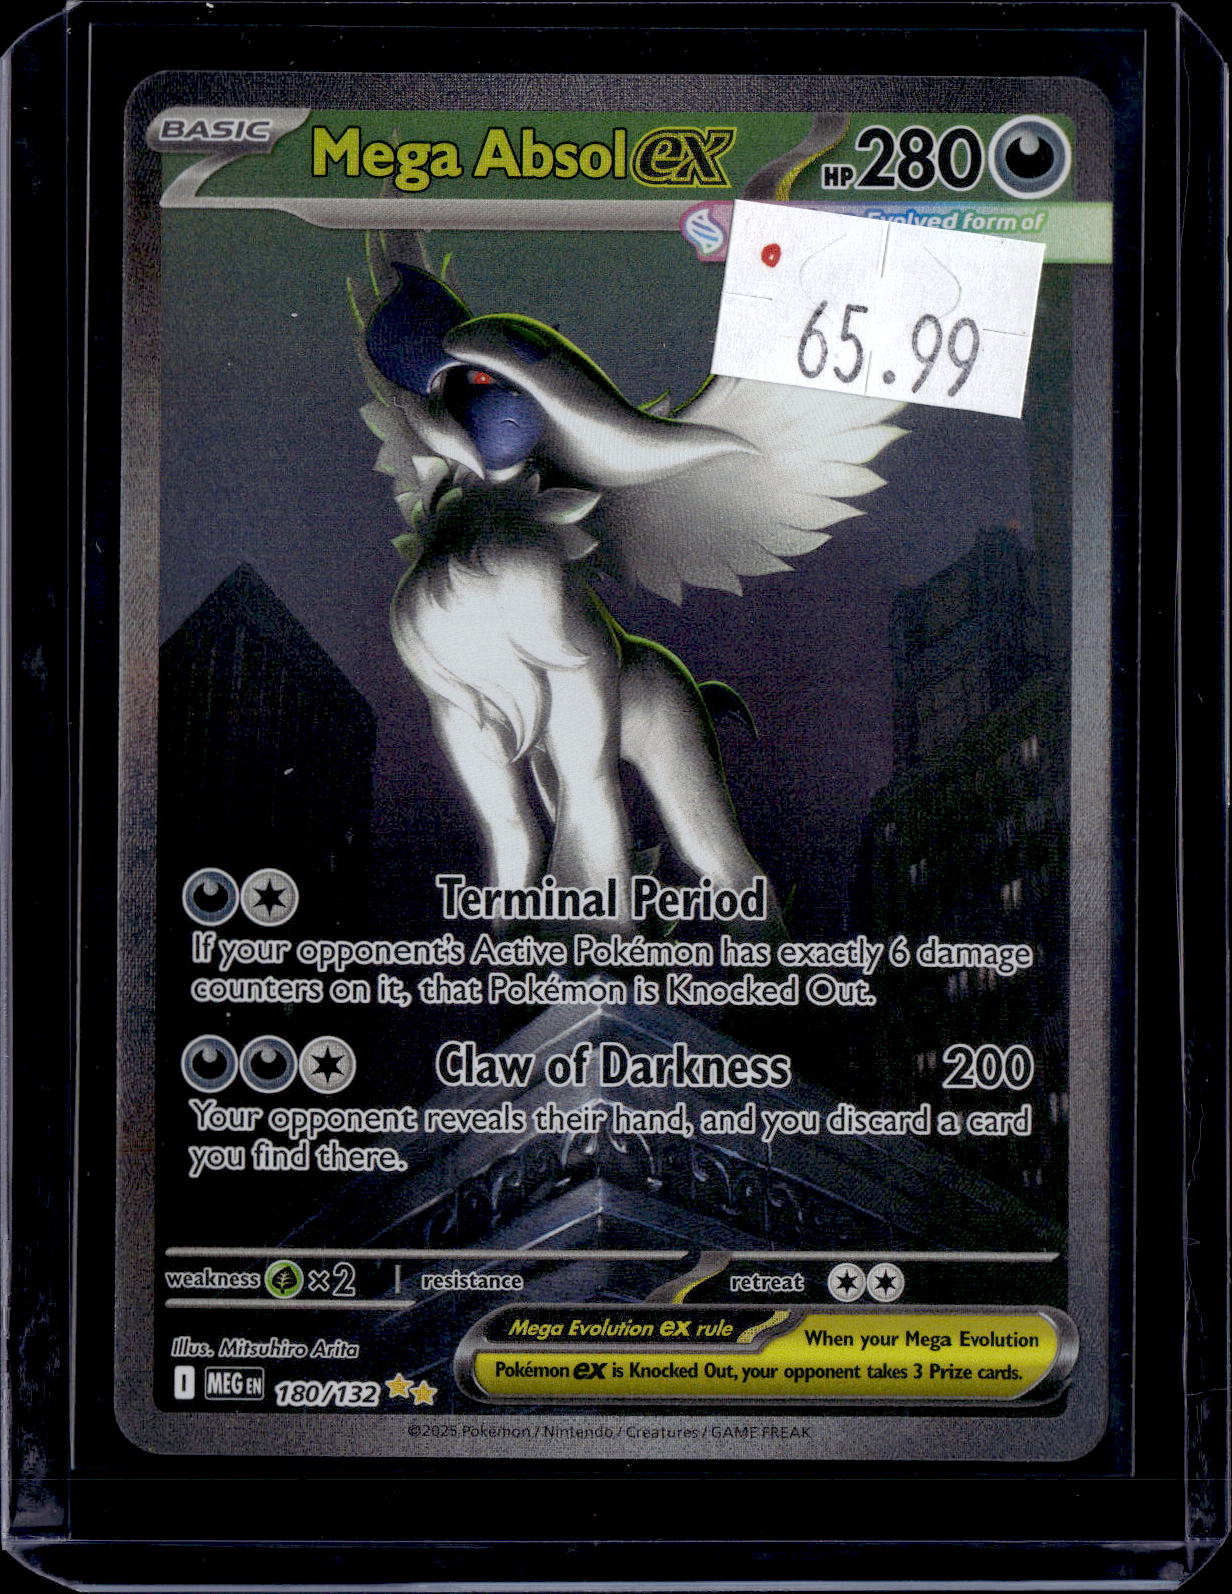 BASIC
Mega Absol ex
HP 280
Evolved form of
65.99
Terminal Period
If your opponent's Active Pokémon has exactly 6 damage
counters on it, that Pokémon is Knocked Out.
Claw of Darkness 200
Your opponent reveals their hand, and you discard a card
you find there.
weakness ×2 resistance retreat
Mega Evolution ex rule When your Mega Evolution
Pokémon ex is Knocked Out, your opponent takes 3 Prize cards.
Illus. Mitsuhiro Arita
I MEG EN 180/132
©2025 Pokémon / Nintendo / Creatures / GAME FREAK